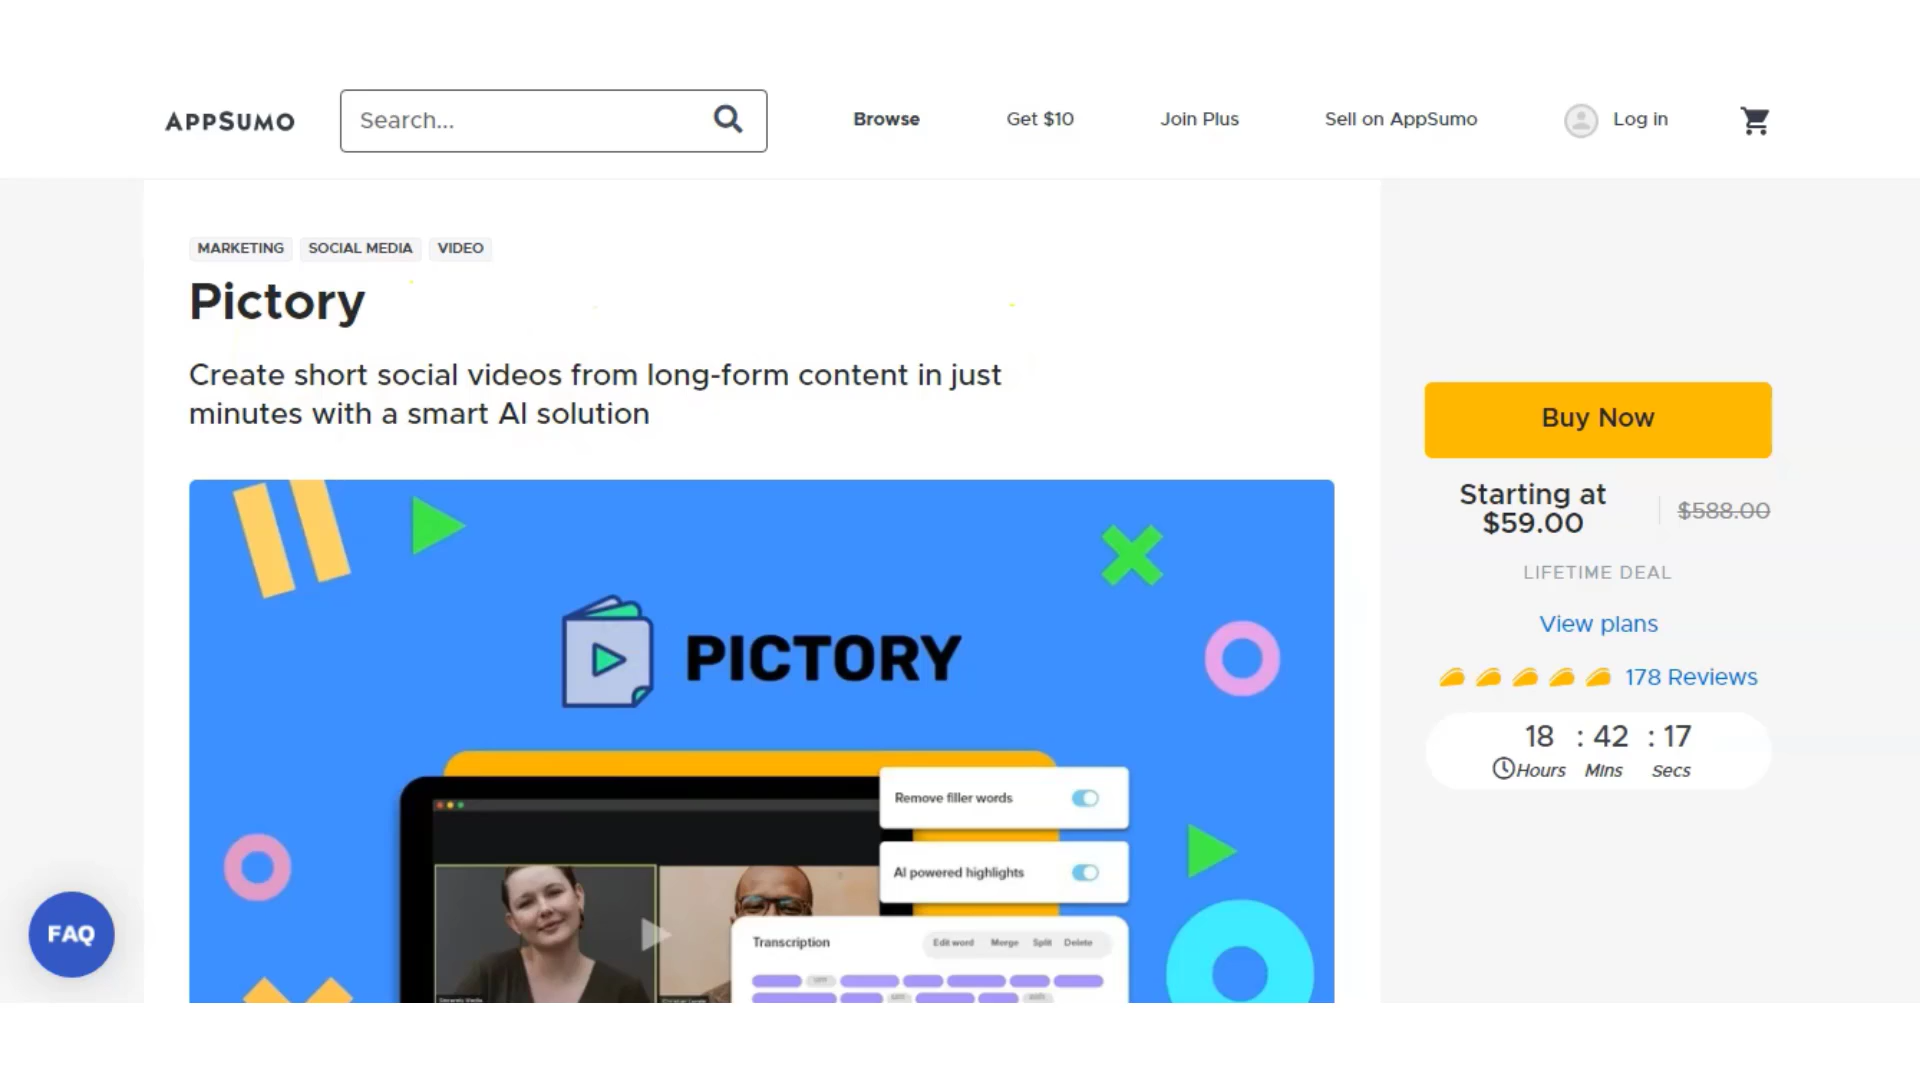 APPSUMO
Search...
Browse
Get $10
Join Plus
Sell on AppSumo
Log in
MARKETING
SOCIAL MEDIA
VIDEO
Pictory
Create short social videos from long-form content in just
minutes with a smart AI solution
Buy Now
Starting at
$59.00
$588.00
LIFETIME DEAL
View plans
178 Reviews
18 : 42 : 17
Hours Mins Secs
PICTORY
Remove filler words
AI powered highlights
Transcription
Edit word Merge Split Delete
FAQ